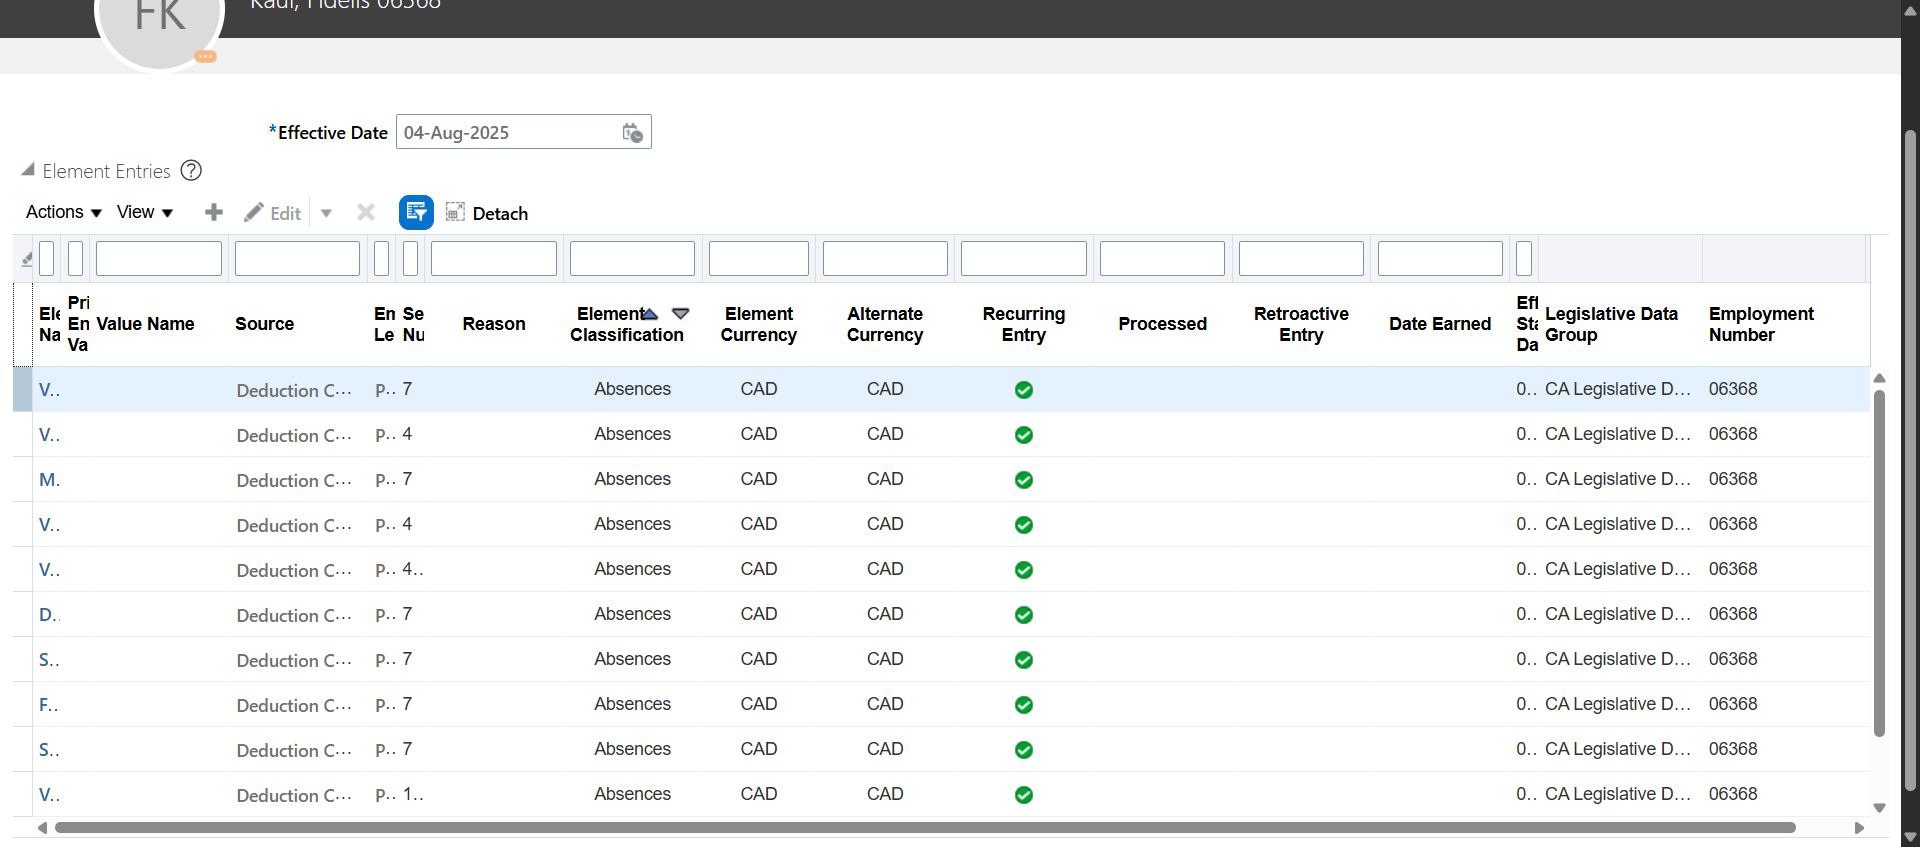 FK
Kaur, Fidelis 06368
*Effective Date 04-Aug-2025
Element Entries ?
Actions View Edit Detach
Ele Na
Pri En Va
Value Name
Source
En Le
Se Nu
Reason
Element Classification
Element Currency
Alternate Currency
Recurring Entry
Processed
Retroactive Entry
Date Earned
Eff Sta Da
Legislative Data Group
Employment Number
V.. Deduction C... P.. 7 Absences CAD CAD 0.. CA Legislative D... 06368
V.. Deduction C... P.. 4 Absences CAD CAD 0.. CA Legislative D... 06368
M. Deduction C... P.. 7 Absences CAD CAD 0.. CA Legislative D... 06368
V.. Deduction C... P.. 4 Absences CAD CAD 0.. CA Legislative D... 06368
V.. Deduction C... P.. 4.. Absences CAD CAD 0.. CA Legislative D... 06368
D.. Deduction C... P.. 7 Absences CAD CAD 0.. CA Legislative D... 06368
S.. Deduction C... P.. 7 Absences CAD CAD 0.. CA Legislative D... 06368
F.. Deduction C... P.. 7 Absences CAD CAD 0.. CA Legislative D... 06368
S.. Deduction C... P.. 7 Absences CAD CAD 0.. CA Legislative D... 06368
V.. Deduction C... P.. 1.. Absences CAD CAD 0.. CA Legislative D... 06368